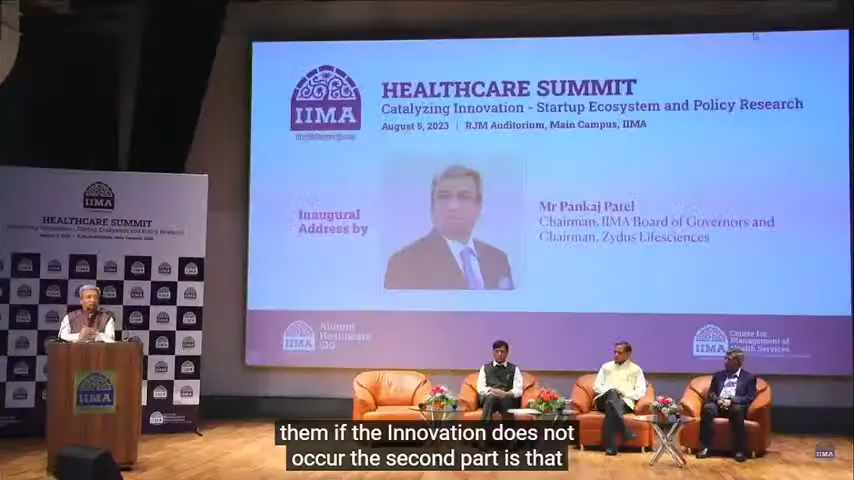 IIMA
HEALTHCARE SUMMIT
Catalyzing Innovation - Startup Ecosystem and Policy Research
August 5, 2023 | RJM Auditorium, Main Campus, IIMA
Inaugural
Address by
Mr Pankaj Patel
Chairman, IIMA Board of Governors and
Chairman, Zydus Lifesciences
IIMA
Alumni
Healthcare
SIG
IIMA
Centre for
Management of
Health Services
IIMA
HEALTHCARE SUMMIT
IIMA
them if the Innovation does not
occur the second part is that
IIMA